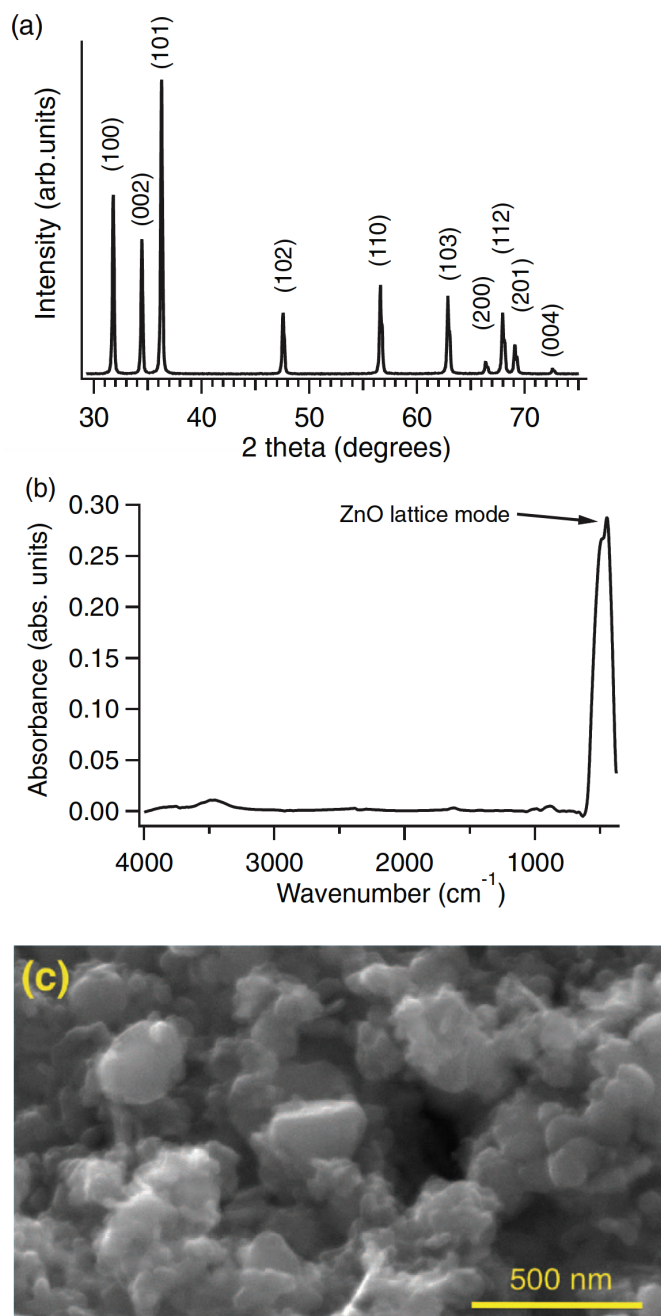 (a)
(100)
(002)
(101)
(102)
(110)
(103)
(200)
(112)
(201)
(004)
Intensity (arb.units)
30 40 50 60 70
2 theta (degrees)
(b)
ZnO lattice mode
0.30
0.25
0.20
0.15
0.10
0.05
0.00
Absorbance (abs. units)
4000 3000 2000 1000
Wavenumber (cm⁻¹)
(c)
500 nm